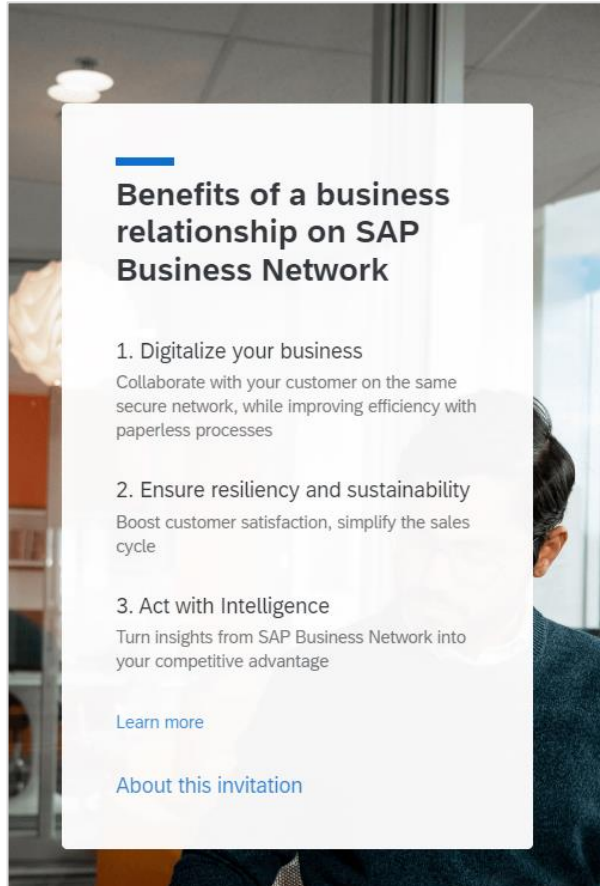 Benefits of a business
relationship on SAP
Business Network
1. Digitalize your business
Collaborate with your customer on the same
secure network, while improving efficiency with
paperless processes
2. Ensure resiliency and sustainability
Boost customer satisfaction, simplify the sales
cycle
3. Act with Intelligence
Turn insights from SAP Business Network into
your competitive advantage
Learn more
About this invitation